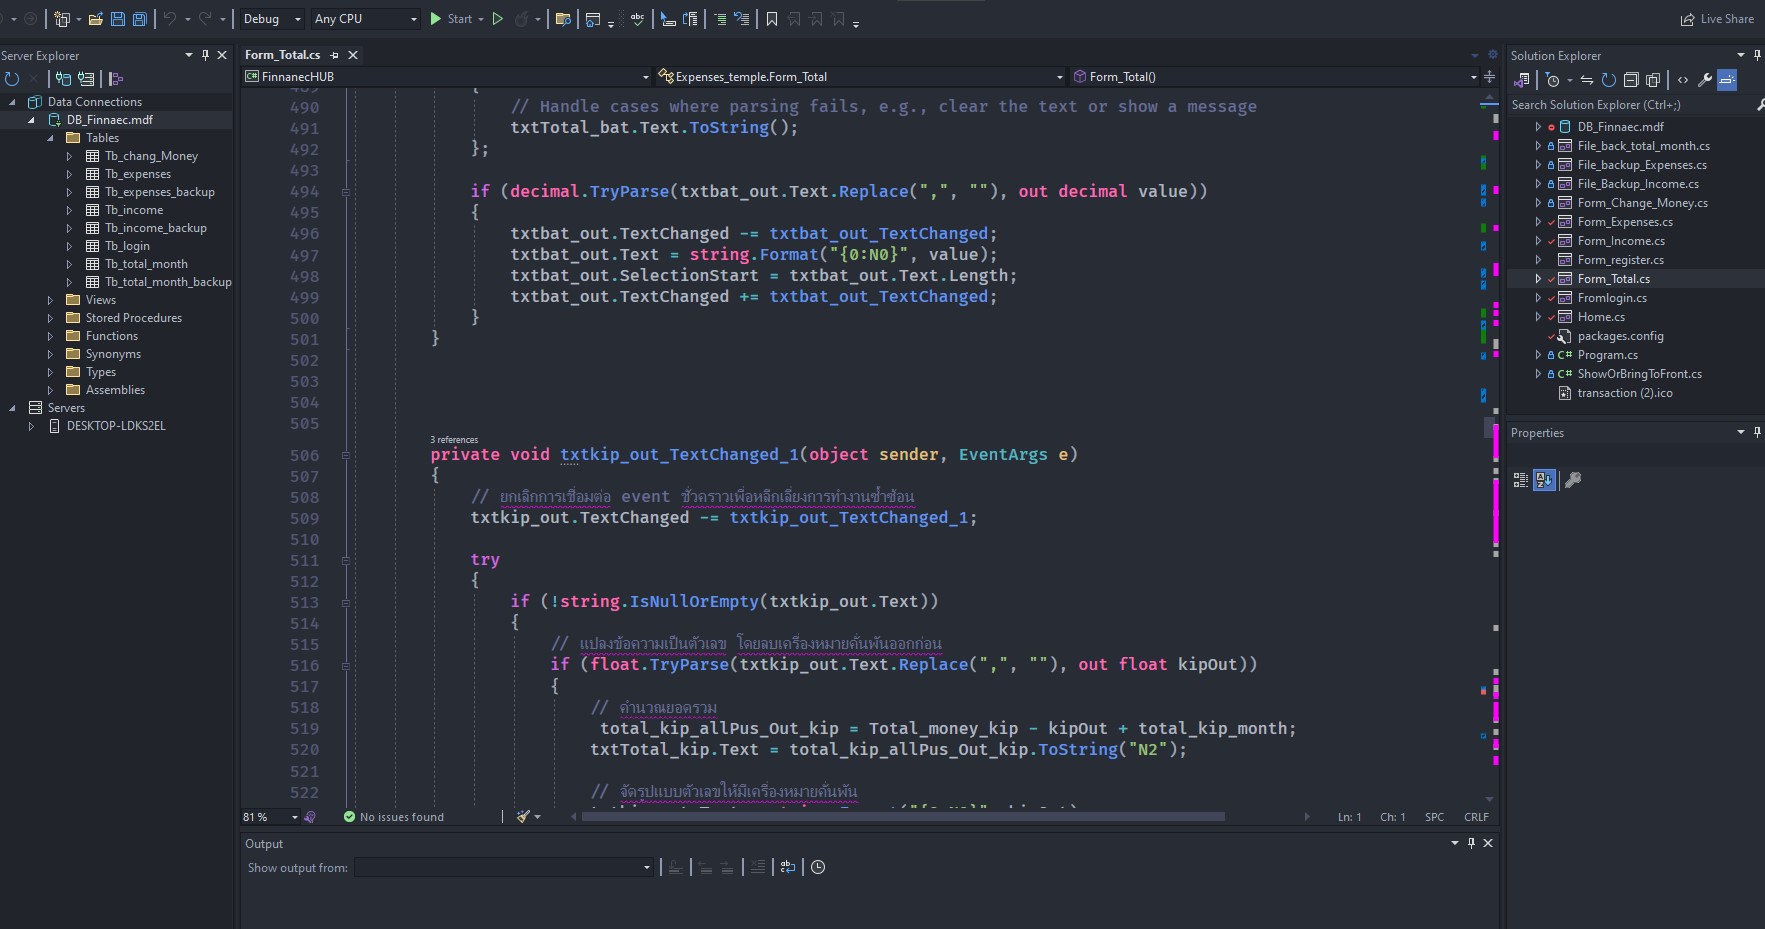 Debug
Any CPU
Start
Live Share
Server Explorer
Data Connections
DB_Finnaec.mdf
Tables
Tb_chang_Money
Tb_expenses
Tb_expenses_backup
Tb_income
Tb_income_backup
Tb_login
Tb_total_month
Tb_total_month_backup
Views
Stored Procedures
Functions
Synonyms
Types
Assemblies
Servers
DESKTOP-LDKS2EL
Form_Total.cs
FinnanecHUB
Expenses_temple.Form_Total
Form_Total()
490 // Handle cases where parsing fails, e.g., clear the text or show a message
491 txtTotal_bat.Text.ToString();
492 };
493
494 if (decimal.TryParse(txtbat_out.Text.Replace(",", ""), out decimal value))
495 {
496 txtbat_out.TextChanged -= txtbat_out_TextChanged;
497 txtbat_out.Text = string.Format("{0:N0}", value);
498 txtbat_out.SelectionStart = txtbat_out.Text.Length;
499 txtbat_out.TextChanged += txtbat_out_TextChanged;
500 }
501 }
502
503
504
505
3 references
506 private void txtkip_out_TextChanged_1(object sender, EventArgs e)
507 {
508 // ยกเลิกการเชื่อมต่อ event ชั่วคราวเพื่อหลีกเลี่ยงการทำงานซ้ำซ้อน
509 txtkip_out.TextChanged -= txtkip_out_TextChanged_1;
510
511 try
512 {
513 if (!string.IsNullOrEmpty(txtkip_out.Text))
514 {
515 // แปลงข้อความเป็นตัวเลข โดยลบเครื่องหมายคั่นพันออกก่อน
516 if (float.TryParse(txtkip_out.Text.Replace(",", ""), out float kipOut))
517 {
518 // คำนวณยอดรวม
519 total_kip_allPus_Out_kip = Total_money_kip - kipOut + total_kip_month;
520 txtTotal_kip.Text = total_kip_allPus_Out_kip.ToString("N2");
521
522 // จัดรูปแบบตัวเลขให้มีเครื่องหมายคั่นพัน
81 %
No issues found
Ln: 1
Ch: 1
SPC
CRLF
Output
Show output from:
Solution Explorer
Search Solution Explorer (Ctrl+;)
DB_Finnaec.mdf
File_back_total_month.cs
File_backup_Expenses.cs
File_Backup_Income.cs
Form_Change_Money.cs
Form_Expenses.cs
Form_Income.cs
Form_register.cs
Form_Total.cs
Fromlogin.cs
Home.cs
packages.config
C# Program.cs
C# ShowOrBringToFront.cs
transaction (2).ico
Properties